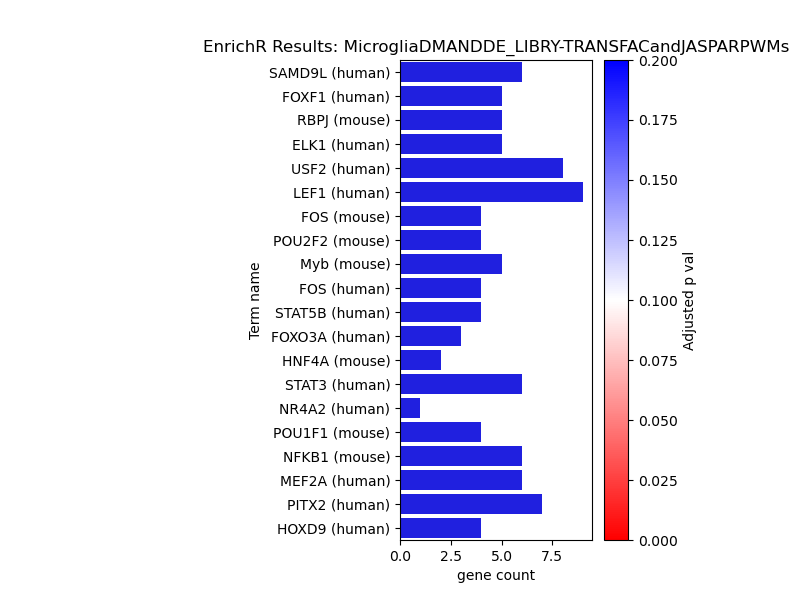 EnrichR Results: MicrogliaDMANDDE_LIBRY-TRANSFACandJASPARPWMs
SAMD9L (human)
FOXF1 (human)
RBPJ (mouse)
ELK1 (human)
USF2 (human)
LEF1 (human)
FOS (mouse)
POU2F2 (mouse)
Myb (mouse)
FOS (human)
STAT5B (human)
FOXO3A (human)
HNF4A (mouse)
STAT3 (human)
NR4A2 (human)
POU1F1 (mouse)
NFKB1 (mouse)
MEF2A (human)
PITX2 (human)
HOXD9 (human)
Term name
0.0 2.5 5.0 7.5
gene count
0.200
0.175
0.150
0.125
0.100
0.075
0.050
0.025
0.000
Adjusted p val